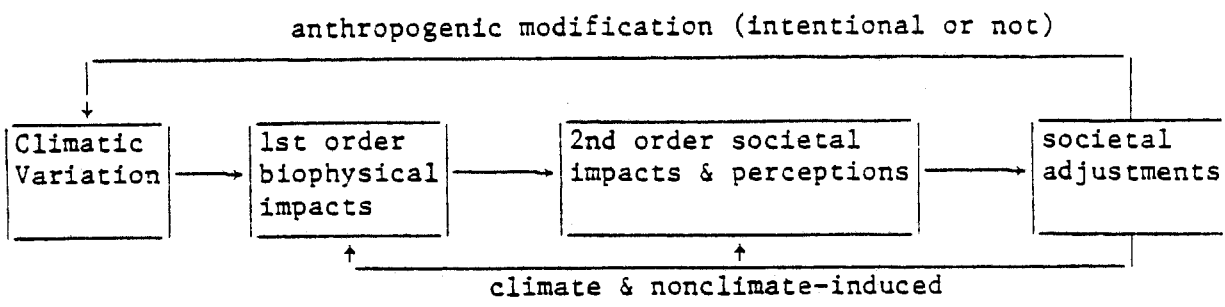 anthropogenic modification (intentional or not)
Climatic
Variation
1st order
biophysical
impacts
2nd order societal
impacts & perceptions
societal
adjustments
climate & nonclimate-induced